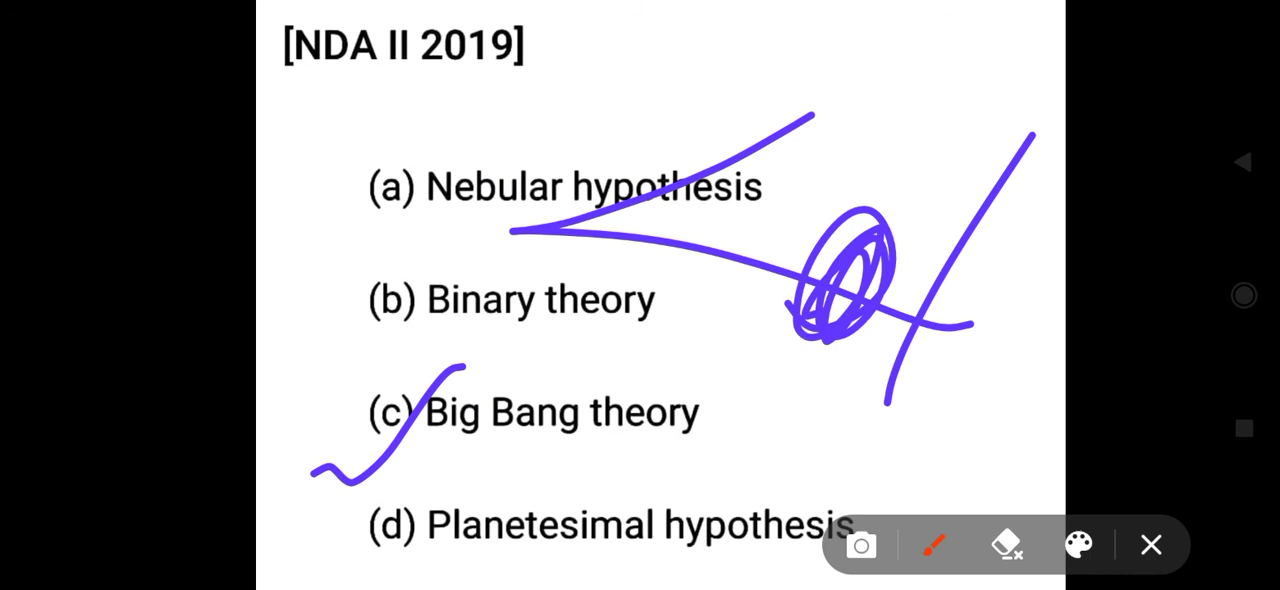 [NDA II 2019]
(a) Nebular hypothesis
(b) Binary theory
(c) Big Bang theory
(d) Planetesimal hypothesis